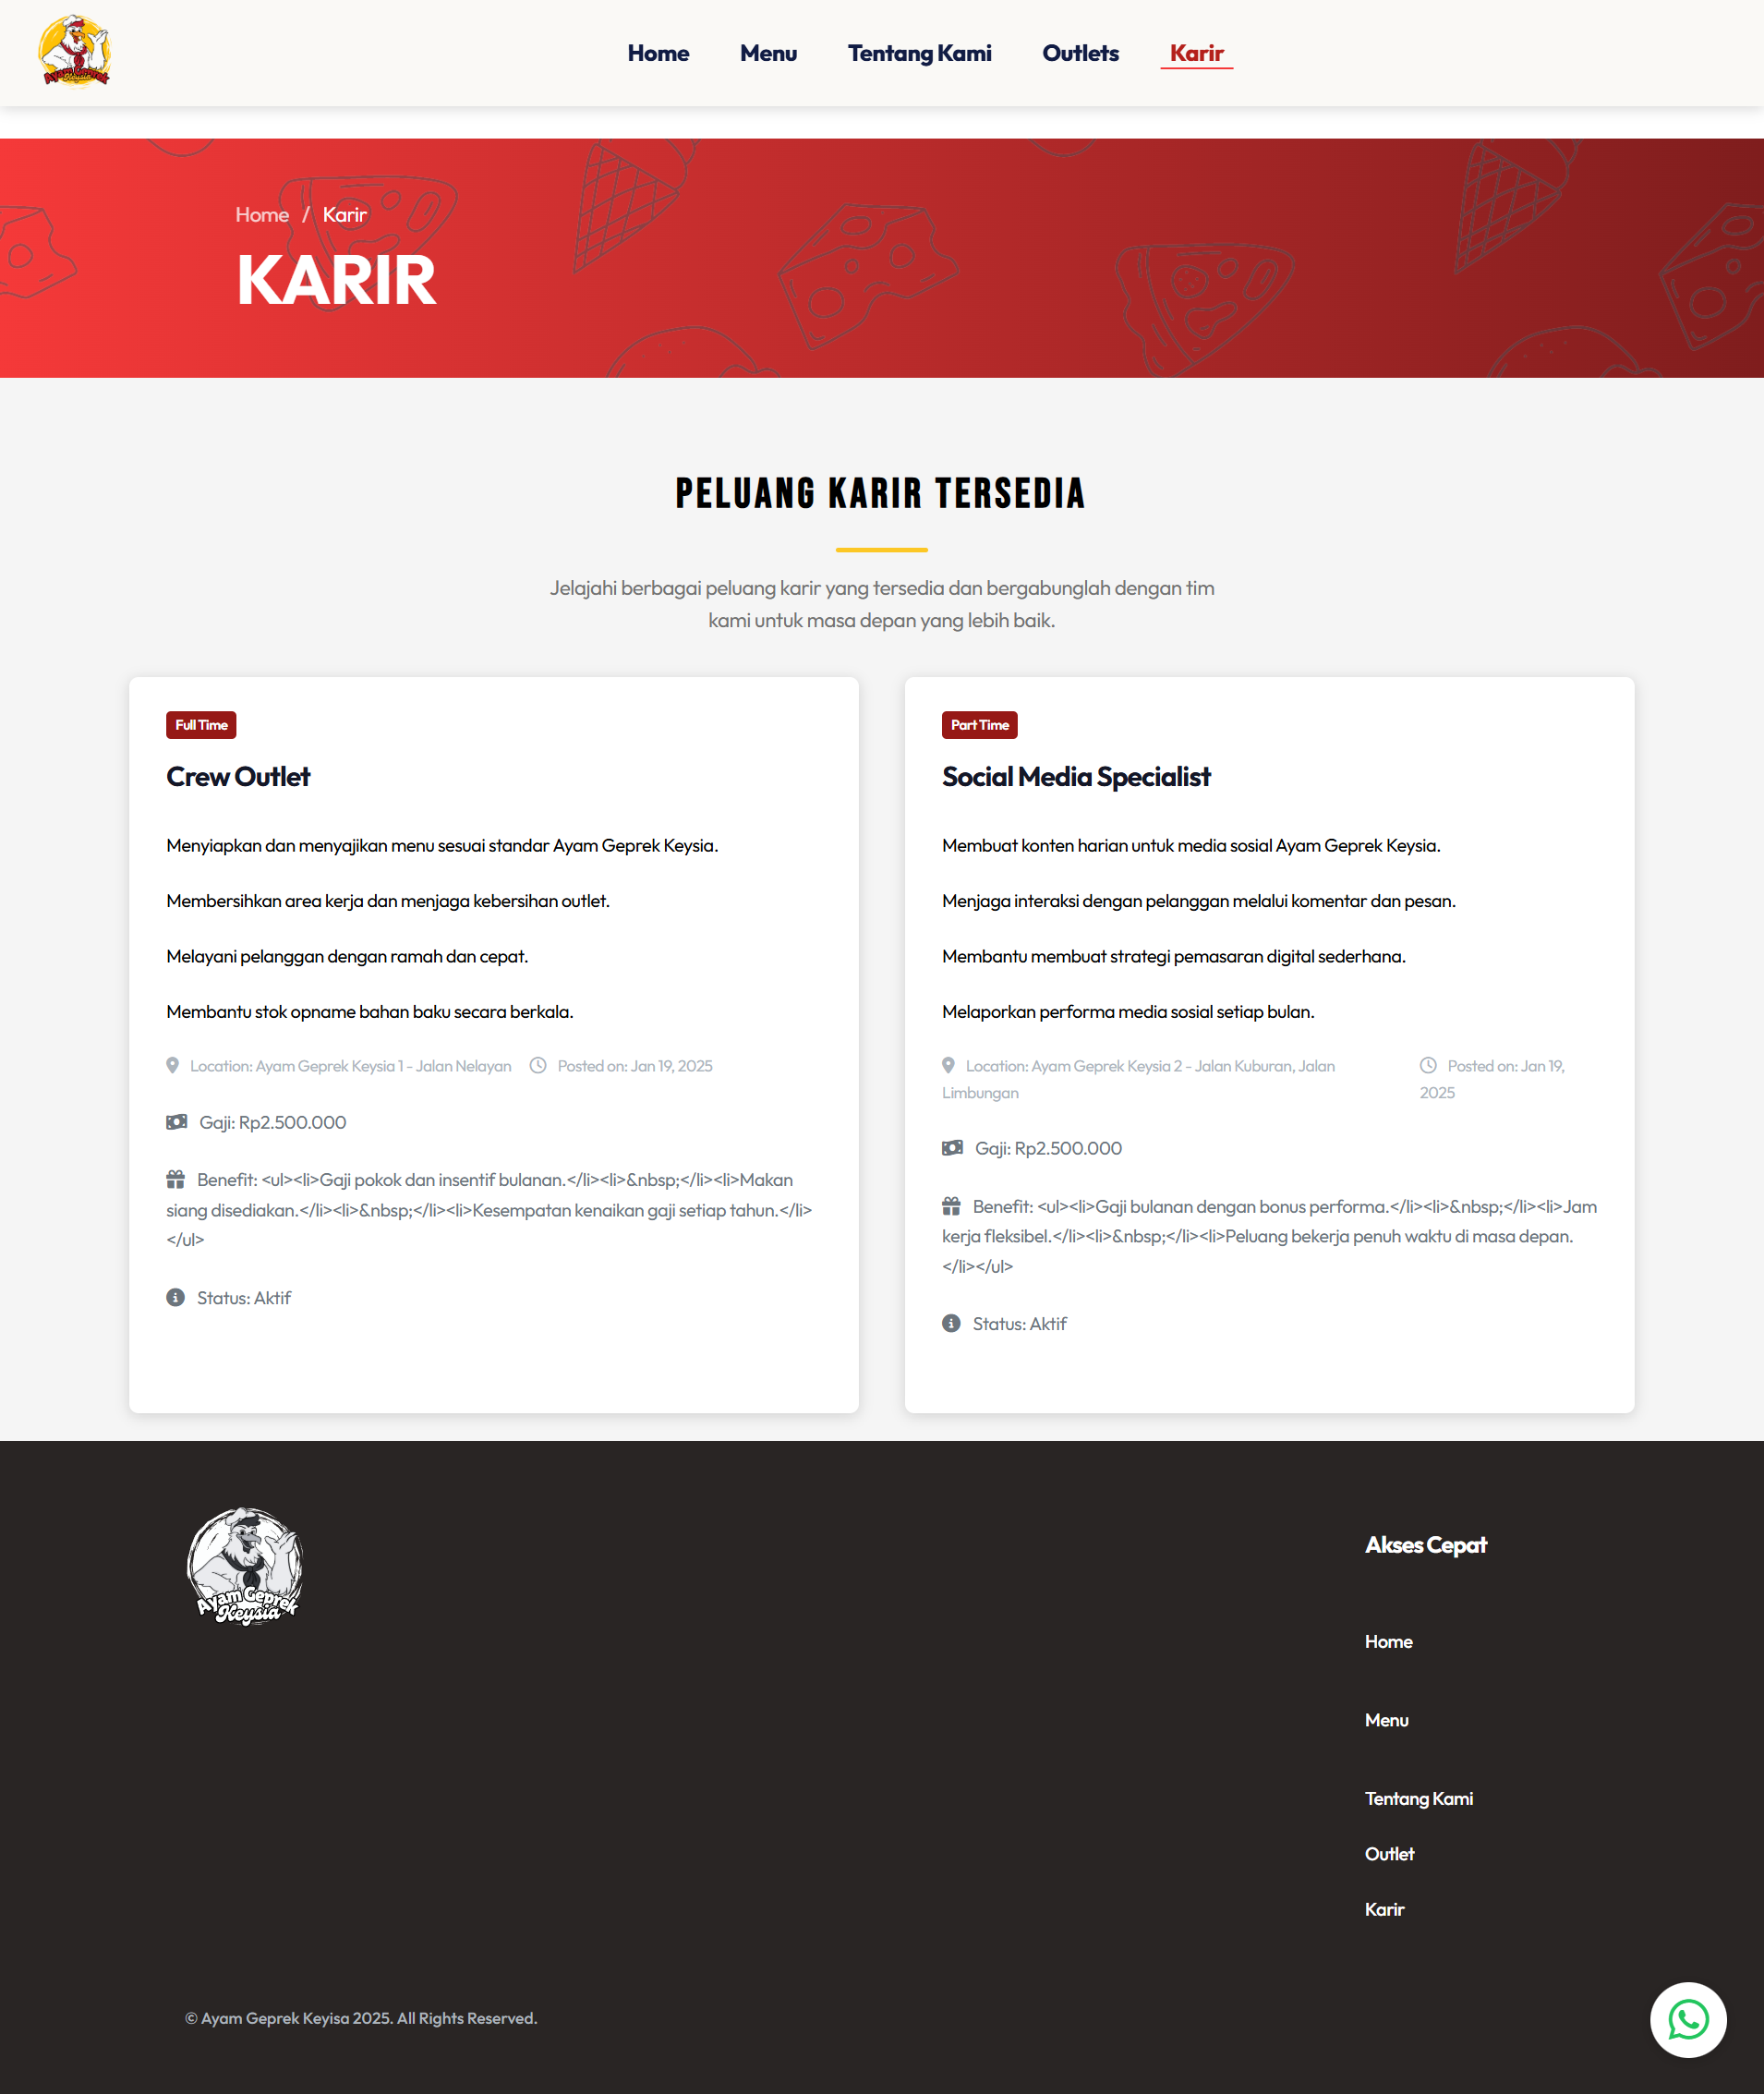 Ayam Geprek
Keysia
Home
Menu
Tentang Kami
Outlets
Karir
Home / Karir
KARIR
PELUANG KARIR TERSEDIA
Jelajahi berbagai peluang karir yang tersedia dan bergabunglah dengan tim
kami untuk masa depan yang lebih baik.
Full Time
Crew Outlet
Menyiapkan dan menyajikan menu sesuai standar Ayam Geprek Keysia.
Membersihkan area kerja dan menjaga kebersihan outlet.
Melayani pelanggan dengan ramah dan cepat.
Membantu stok opname bahan baku secara berkala.
Location: Ayam Geprek Keysia 1 - Jalan Nelayan
Posted on: Jan 19, 2025
Gaji: Rp2.500.000
Benefit: <ul><li>Gaji pokok dan insentif bulanan.</li><li>&nbsp;</li><li>Makan
siang disediakan.</li><li>&nbsp;</li><li>Kesempatan kenaikan gaji setiap tahun.</li>
</ul>
Status: Aktif
Part Time
Social Media Specialist
Membuat konten harian untuk media sosial Ayam Geprek Keysia.
Menjaga interaksi dengan pelanggan melalui komentar dan pesan.
Membantu membuat strategi pemasaran digital sederhana.
Melaporkan performa media sosial setiap bulan.
Location: Ayam Geprek Keysia 2 - Jalan Kuburan, Jalan
Limbungan
Posted on: Jan 19,
2025
Gaji: Rp2.500.000
Benefit: <ul><li>Gaji bulanan dengan bonus performa.</li><li>&nbsp;</li><li>Jam
kerja fleksibel.</li><li>&nbsp;</li><li>Peluang bekerja penuh waktu di masa depan.
</li></ul>
Status: Aktif
Ayam Geprek
Keysia
Akses Cepat
Home
Menu
Tentang Kami
Outlet
Karir
© Ayam Geprek Keyisa 2025. All Rights Reserved.